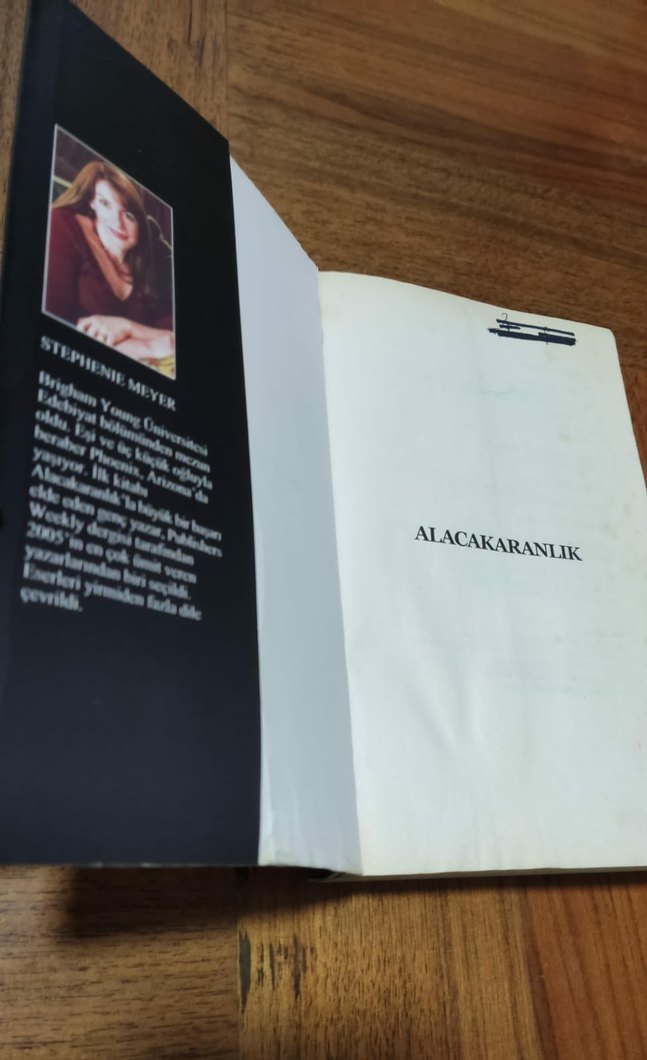 STEPHENIE MEYER
Brigham Young Üniversitesi
Edebiyat bölümünden mezun
oldu. Eşi ve üç küçük oğluyla
beraber Phoenix, Arizona'da
yaşıyor. İlk kitabı
Alacakaranlık'la büyük bir başarı
elde eden genç yazar, Publishers
Weekly dergisi tarafından
2005'in en çok ümit veren
yazarlarından biri seçildi.
Eserleri yirmiden fazla dile
çevrildi.
ALACAKARANLIK